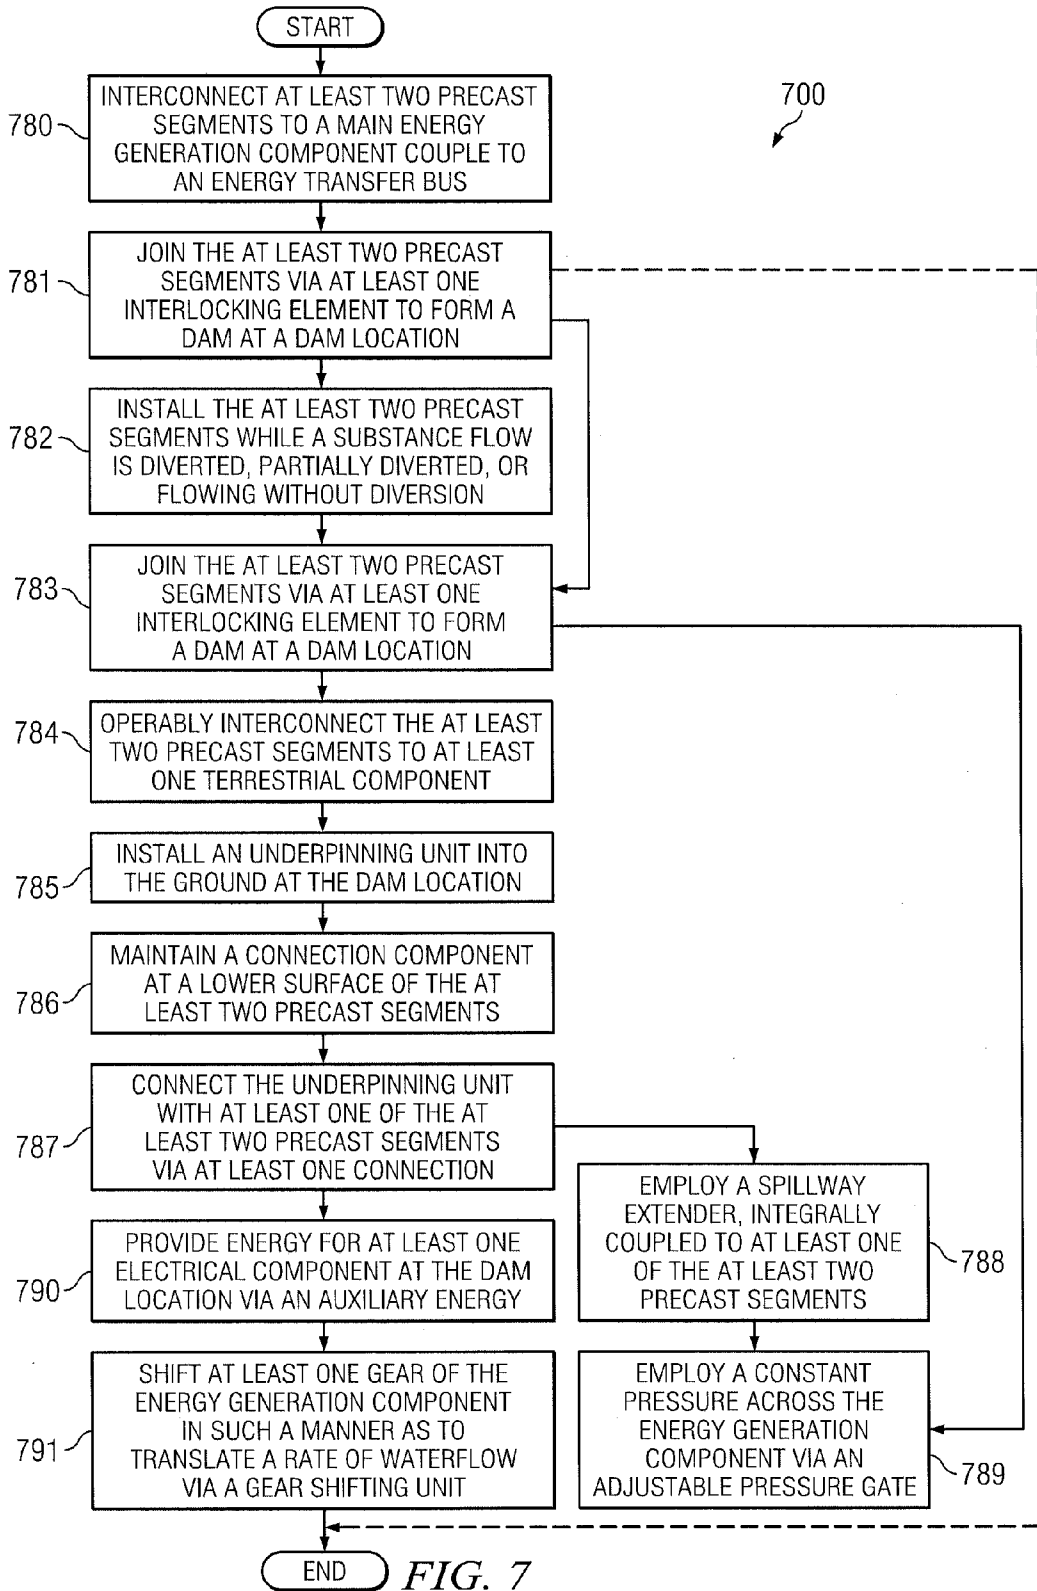 START
700
780
INTERCONNECT AT LEAST TWO PRECAST
SEGMENTS TO A MAIN ENERGY
GENERATION COMPONENT COUPLE TO
AN ENERGY TRANSFER BUS
781
JOIN THE AT LEAST TWO PRECAST
SEGMENTS VIA AT LEAST ONE
INTERLOCKING ELEMENT TO FORM A
DAM AT A DAM LOCATION
782
INSTALL THE AT LEAST TWO PRECAST
SEGMENTS WHILE A SUBSTANCE FLOW
IS DIVERTED, PARTIALLY DIVERTED, OR
FLOWING WITHOUT DIVERSION
783
JOIN THE AT LEAST TWO PRECAST
SEGMENTS VIA AT LEAST ONE
INTERLOCKING ELEMENT TO FORM
A DAM AT A DAM LOCATION
784
OPERABLY INTERCONNECT THE AT LEAST
TWO PRECAST SEGMENTS TO AT LEAST
ONE TERRESTRIAL COMPONENT
785
INSTALL AN UNDERPINNING UNIT INTO
THE GROUND AT THE DAM LOCATION
786
MAINTAIN A CONNECTION COMPONENT
AT A LOWER SURFACE OF THE AT
LEAST TWO PRECAST SEGMENTS
787
CONNECT THE UNDERPINNING UNIT
WITH AT LEAST ONE OF THE AT
LEAST TWO PRECAST SEGMENTS
VIA AT LEAST ONE CONNECTION
EMPLOY A SPILLWAY
EXTENDER, INTEGRALLY
COUPLED TO AT LEAST ONE
OF THE AT LEAST TWO
PRECAST SEGMENTS
788
790
PROVIDE ENERGY FOR AT LEAST ONE
ELECTRICAL COMPONENT AT THE DAM
LOCATION VIA AN AUXILIARY ENERGY
EMPLOY A CONSTANT
PRESSURE ACROSS THE
ENERGY GENERATION
COMPONENT VIA AN
ADJUSTABLE PRESSURE GATE
789
791
SHIFT AT LEAST ONE GEAR OF THE
ENERGY GENERATION COMPONENT
IN SUCH A MANNER AS TO
TRANSLATE A RATE OF WATERFLOW
VIA A GEAR SHIFTING UNIT
END
FIG. 7